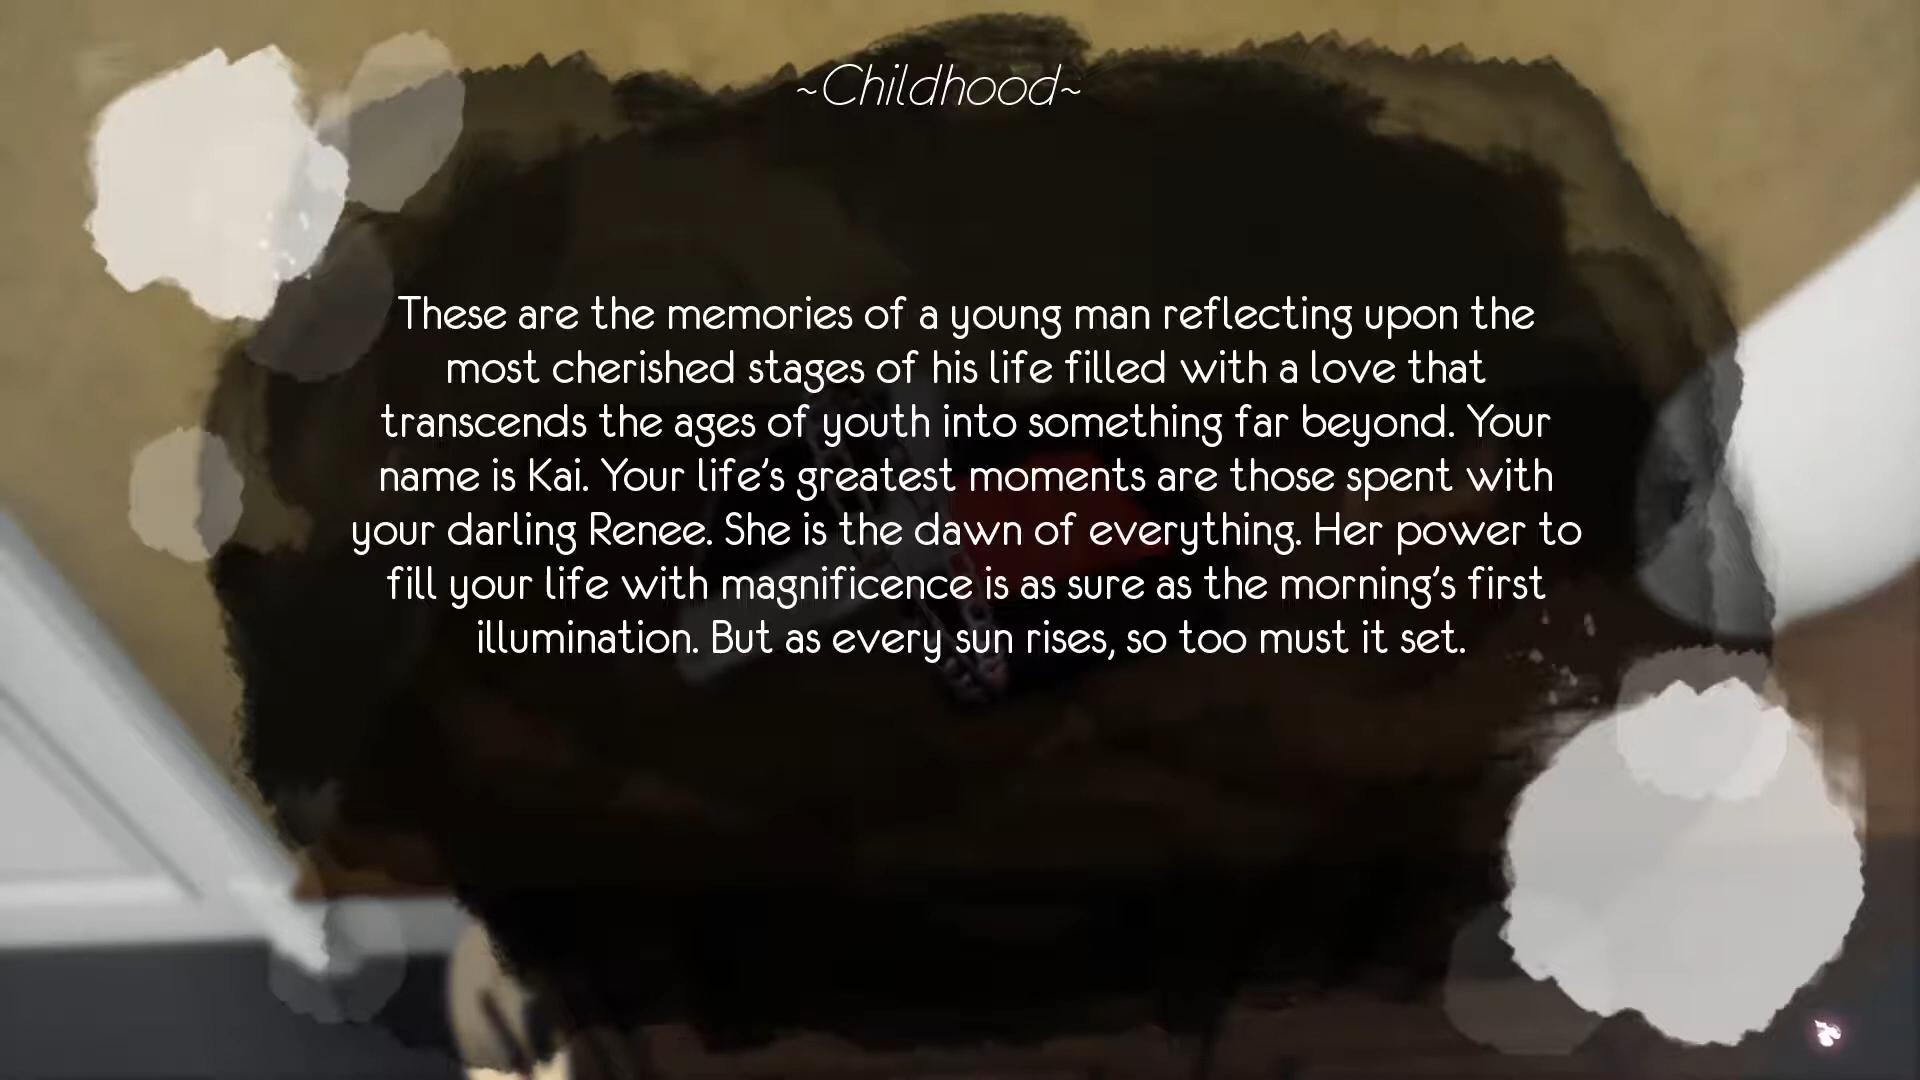 ~Childhood~
These are the memories of a young man reflecting upon the
most cherished stages of his life filled with a love that
transcends the ages of youth into something far beyond. Your
name is Kai. Your life’s greatest moments are those spent with
your darling Renee. She is the dawn of everything. Her power to
fill your life with magnificence is as sure as the morning’s first
illumination. But as every sun rises, so too must it set.